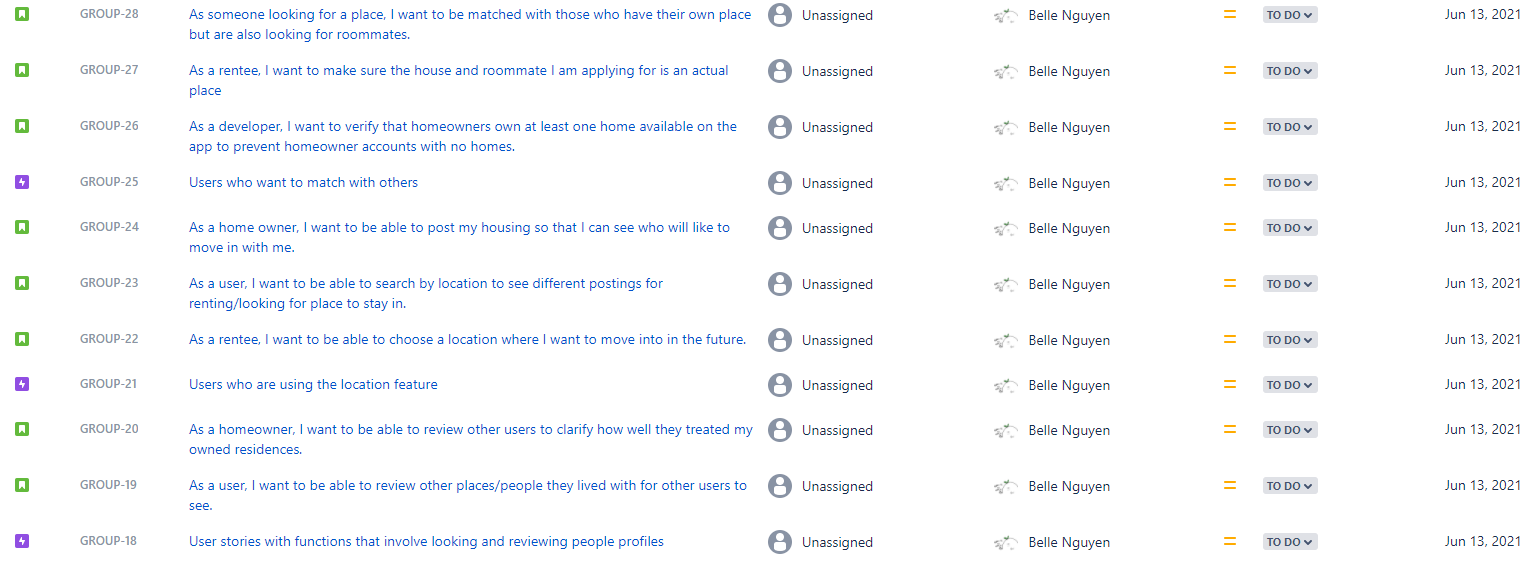 GROUP-28 As someone looking for a place, I want to be matched with those who have their own place Unassigned Belle Nguyen TO DO Jun 13, 2021
but are also looking for roommates.
GROUP-27 As a rentee, I want to make sure the house and roommate I am applying for is an actual Unassigned Belle Nguyen TO DO Jun 13, 2021
place
GROUP-26 As a developer, I want to verify that homeowners own at least one home available on the Unassigned Belle Nguyen TO DO Jun 13, 2021
app to prevent homeowner accounts with no homes.
GROUP-25 Users who want to match with others Unassigned Belle Nguyen TO DO Jun 13, 2021
GROUP-24 As a home owner, I want to be able to post my housing so that I can see who will like to Unassigned Belle Nguyen TO DO Jun 13, 2021
move in with me.
GROUP-23 As a user, I want to be able to search by location to see different postings for Unassigned Belle Nguyen TO DO Jun 13, 2021
renting/looking for place to stay in.
GROUP-22 As a rentee, I want to be able to choose a location where I want to move into in the future. Unassigned Belle Nguyen TO DO Jun 13, 2021
GROUP-21 Users who are using the location feature Unassigned Belle Nguyen TO DO Jun 13, 2021
GROUP-20 As a homeowner, I want to be able to review other users to clarify how well they treated my Unassigned Belle Nguyen TO DO Jun 13, 2021
owned residences.
GROUP-19 As a user, I want to be able to review other places/people they lived with for other users to Unassigned Belle Nguyen TO DO Jun 13, 2021
see.
GROUP-18 User stories with functions that involve looking and reviewing people profiles Unassigned Belle Nguyen TO DO Jun 13, 2021